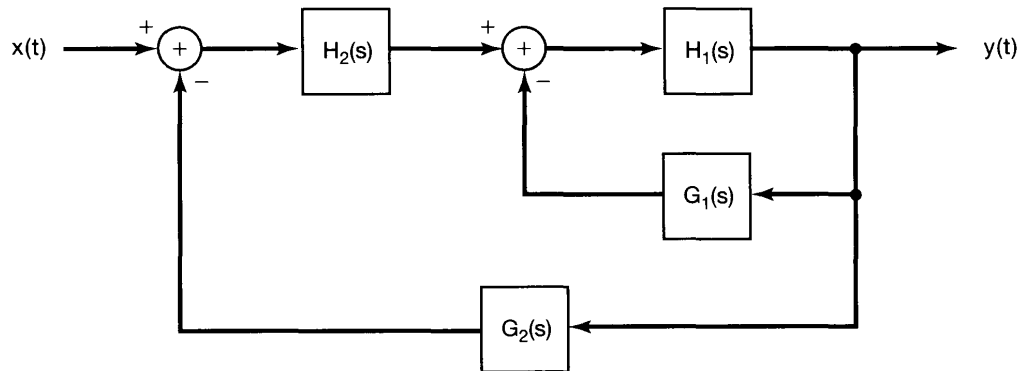 x(t) + + − H₂(s) + + − H₁(s) y(t)
G₁(s)
G₂(s)